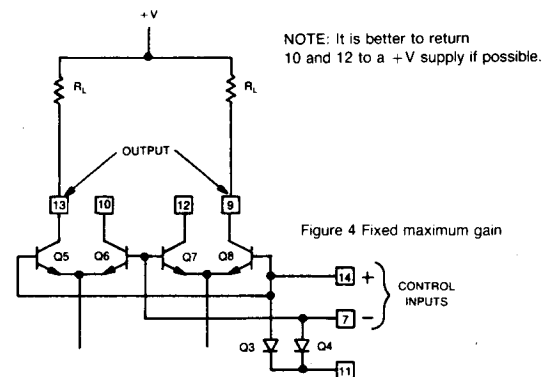 +V
NOTE: It is better to return
10 and 12 to a +V supply if possible.
RL
RL
OUTPUT
13
10
12
9
Figure 4 Fixed maximum gain
Q5
Q6
Q7
Q8
14 +
CONTROL
INPUTS
7 −
Q3
Q4
11